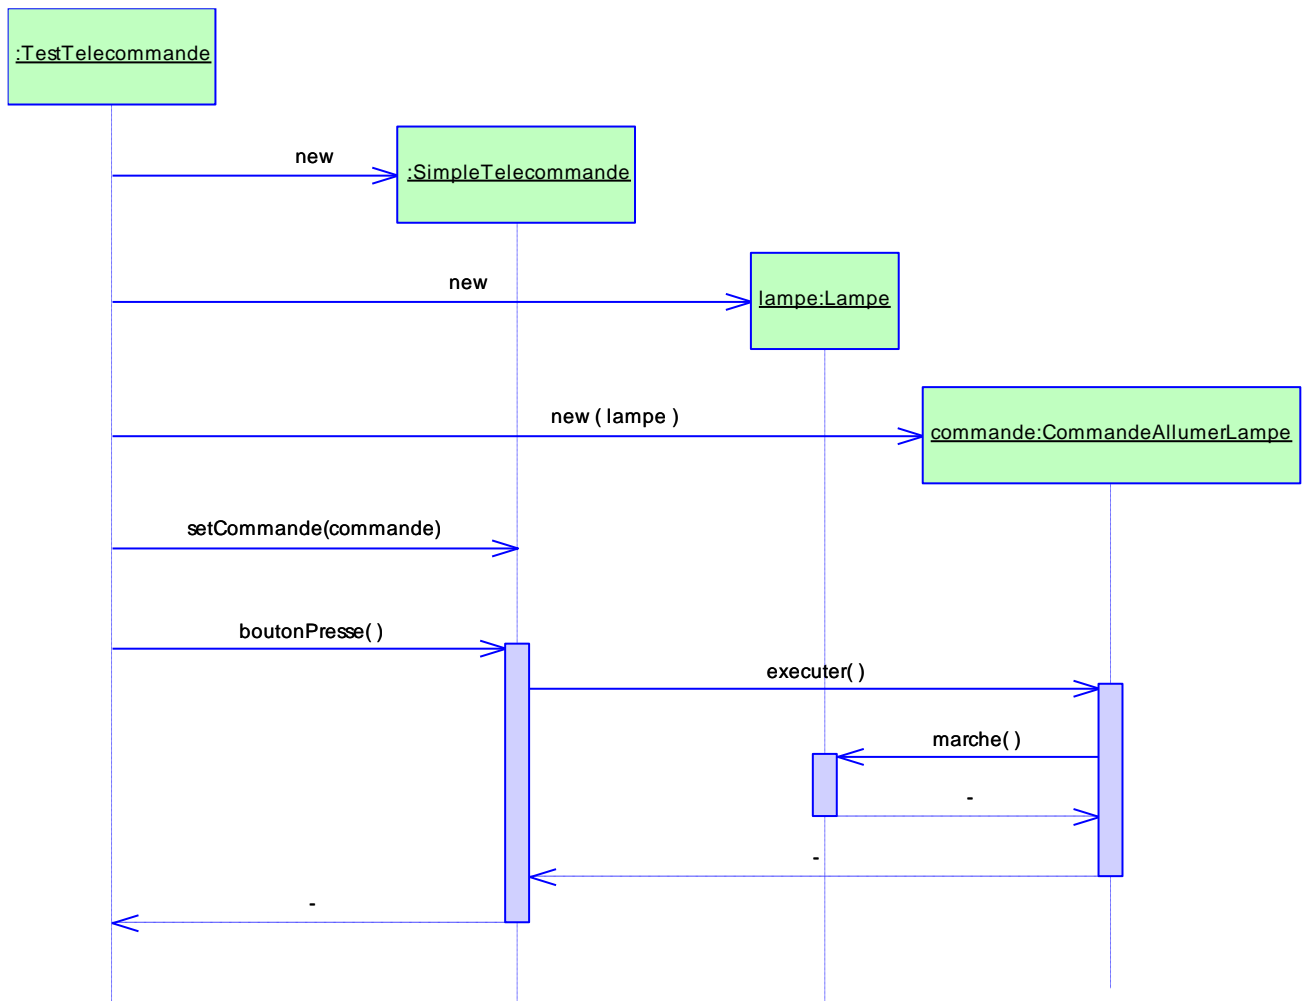 :TestTelecommande
new
:SimpleTelecommande
new
lampe:Lampe
new ( lampe )
commande:CommandeAllumerLampe
setCommande(commande)
boutonPresse( )
executer( )
marche( )
-
-
-